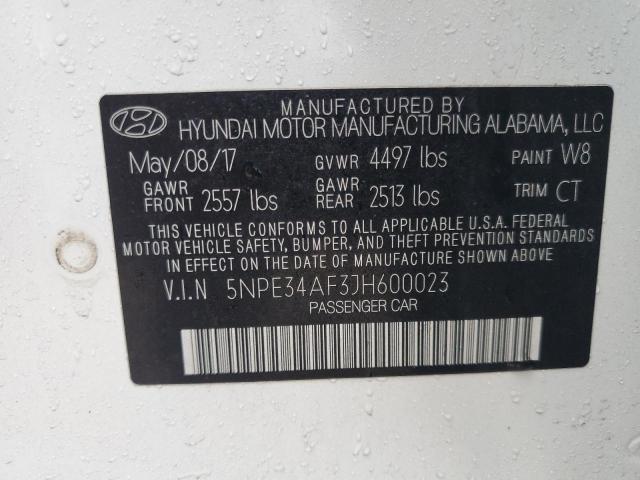 MANUFACTURED BY
HYUNDAI MOTOR MANUFACTURING ALABAMA, LLC
May/08/17 GVWR 4497 lbs PAINT W8
GAWR FRONT 2557 lbs GAWR REAR 2513 lbs TRIM CT
THIS VEHICLE CONFORMS TO ALL APPLICABLE U.S.A. FEDERAL
MOTOR VEHICLE SAFETY, BUMPER, AND THEFT PREVENTION STANDARDS
IN EFFECT ON THE DATE OF MANUFACTURE SHOWN ABOVE.
V.I.N 5NPE34AF3JH600023
PASSENGER CAR